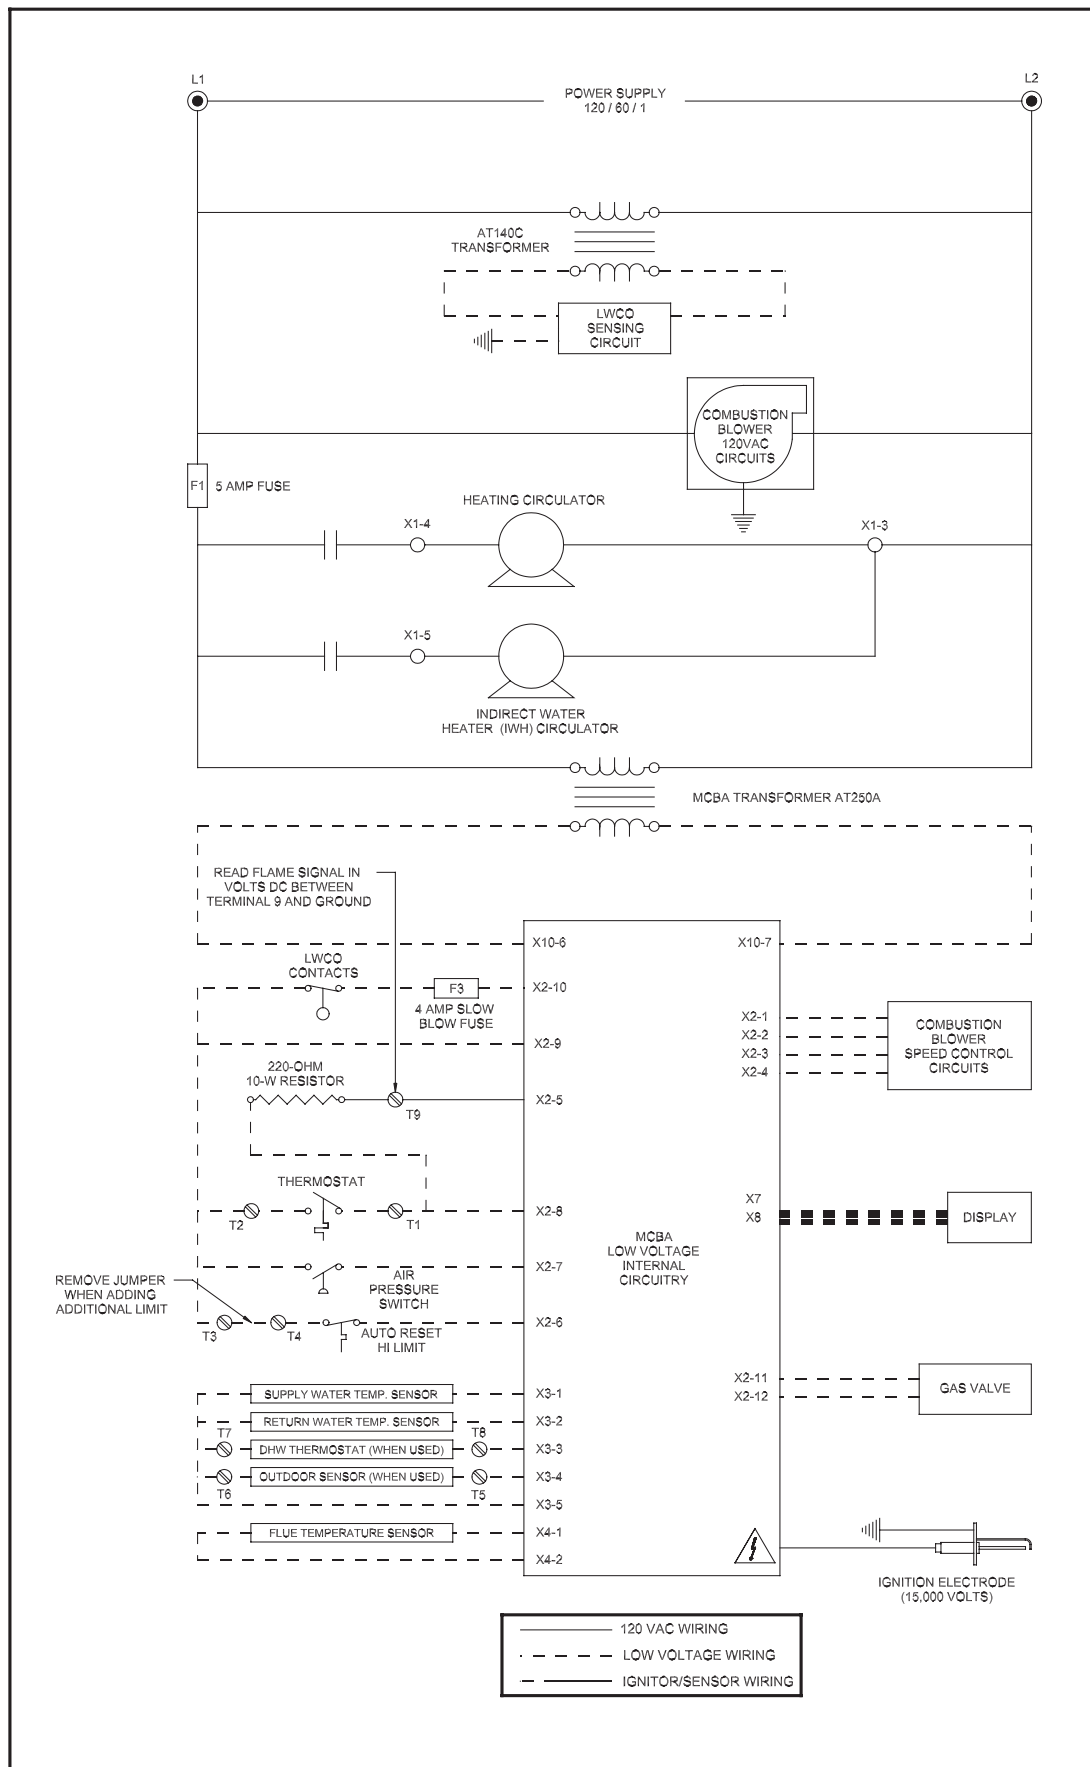 L1
L2
POWER SUPPLY
120 / 60 / 1
AT140C
TRANSFORMER
LWCO
SENSING
CIRCUIT
COMBUSTION
BLOWER
120VAC
CIRCUITS
F1
5 AMP FUSE
HEATING CIRCULATOR
X1-4
X1-3
X1-5
INDIRECT WATER
HEATER (IWH) CIRCULATOR
MCBA TRANSFORMER AT250A
READ FLAME SIGNAL IN
VOLTS DC BETWEEN
TERMINAL 9 AND GROUND
X10-6
X10-7
LWCO
CONTACTS
F3
X2-10
4 AMP SLOW
BLOW FUSE
X2-1
X2-2
X2-3
X2-4
COMBUSTION
BLOWER
SPEED CONTROL
CIRCUITS
X2-9
220-OHM
10-W RESISTOR
T9
X2-5
THERMOSTAT
T2
T1
X2-8
X7
X8
DISPLAY
MCBA
LOW VOLTAGE
INTERNAL
CIRCUITRY
X2-7
AIR
PRESSURE
SWITCH
REMOVE JUMPER
WHEN ADDING
ADDITIONAL LIMIT
T3
T4
AUTO RESET
HI LIMIT
X2-6
X2-11
X2-12
GAS VALVE
SUPPLY WATER TEMP. SENSOR
X3-1
RETURN WATER TEMP. SENSOR
X3-2
T7
T8
DHW THERMOSTAT (WHEN USED)
X3-3
OUTDOOR SENSOR (WHEN USED)
X3-4
T6
T5
X3-5
FLUE TEMPERATURE SENSOR
X4-1
X4-2
IGNITION ELECTRODE
(15,000 VOLTS)
120 VAC WIRING
LOW VOLTAGE WIRING
IGNITOR/SENSOR WIRING